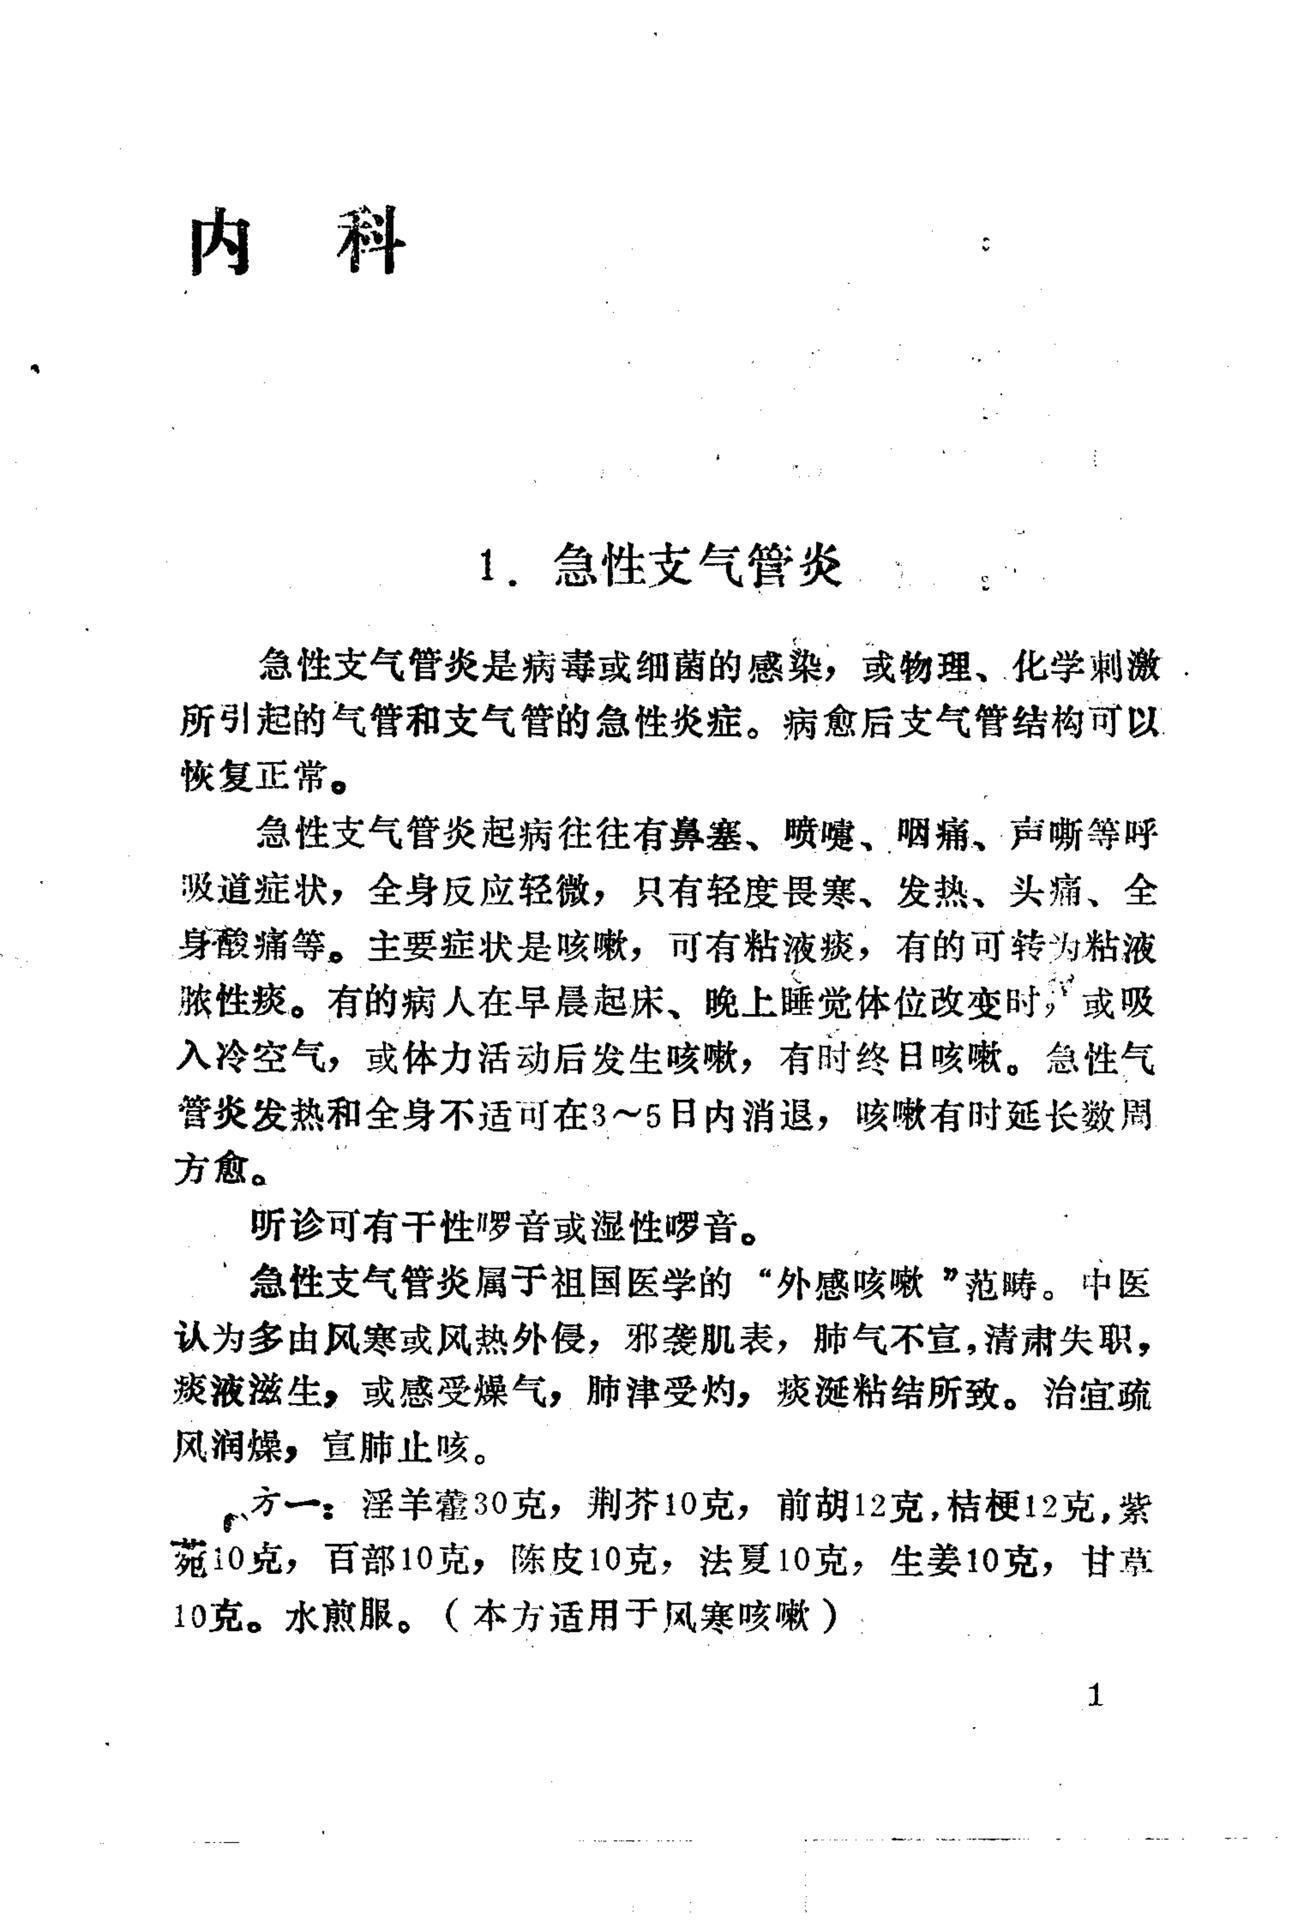 内 科
1. 急性支气管炎
急性支气管炎是病毒或细菌的感染，或物理、化学刺激
所引起的气管和支气管的急性炎症。病愈后支气管结构可以
恢复正常。
急性支气管炎起病往往有鼻塞、喷嚏、咽痛、声嘶等呼
吸道症状，全身反应轻微，只有轻度畏寒、发热、头痛、全
身酸痛等。主要症状是咳嗽，可有粘液痰，有的可转为粘液
脓性痰。有的病人在早晨起床、晚上睡觉体位改变时，或吸
入冷空气，或体力活动后发生咳嗽，有时终日咳嗽。急性气
管炎发热和全身不适可在3～5日内消退，咳嗽有时延长数周
方愈。
听诊可有干性啰音或湿性啰音。
急性支气管炎属于祖国医学的“外感咳嗽”范畴。中医
认为多由风寒或风热外侵，邪袭肌表，肺气不宣，清肃失职，
痰液滋生，或感受燥气，肺津受灼，痰涎粘结所致。治宜疏
风润燥，宣肺止咳。
方一：淫羊藿30克，荆芥10克，前胡12克，桔梗12克，紫
菀10克，百部10克，陈皮10克，法夏10克，生姜10克，甘草
10克。水煎服。（本方适用于风寒咳嗽）
1